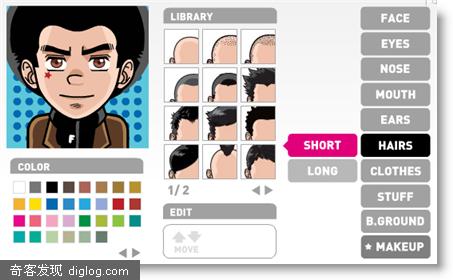 LIBRARY
FACE
EYES
NOSE
MOUTH
EARS
SHORT
HAIRS
LONG
CLOTHES
STUFF
B.GROUND
★ MAKEUP
F
COLOR
1/2
EDIT
MOVE
奇客发现 diglog.com